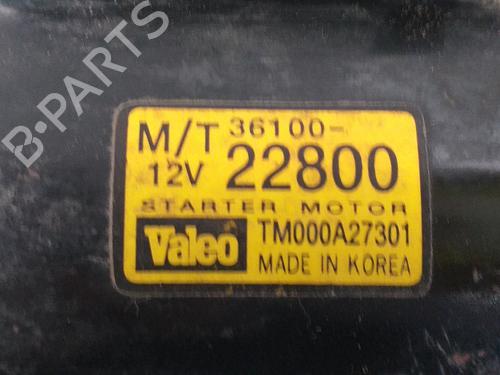 B-PARTS
M/T 36100-
12V 22800
STARTER MOTOR
Valeo TM000A27301
MADE IN KOREA